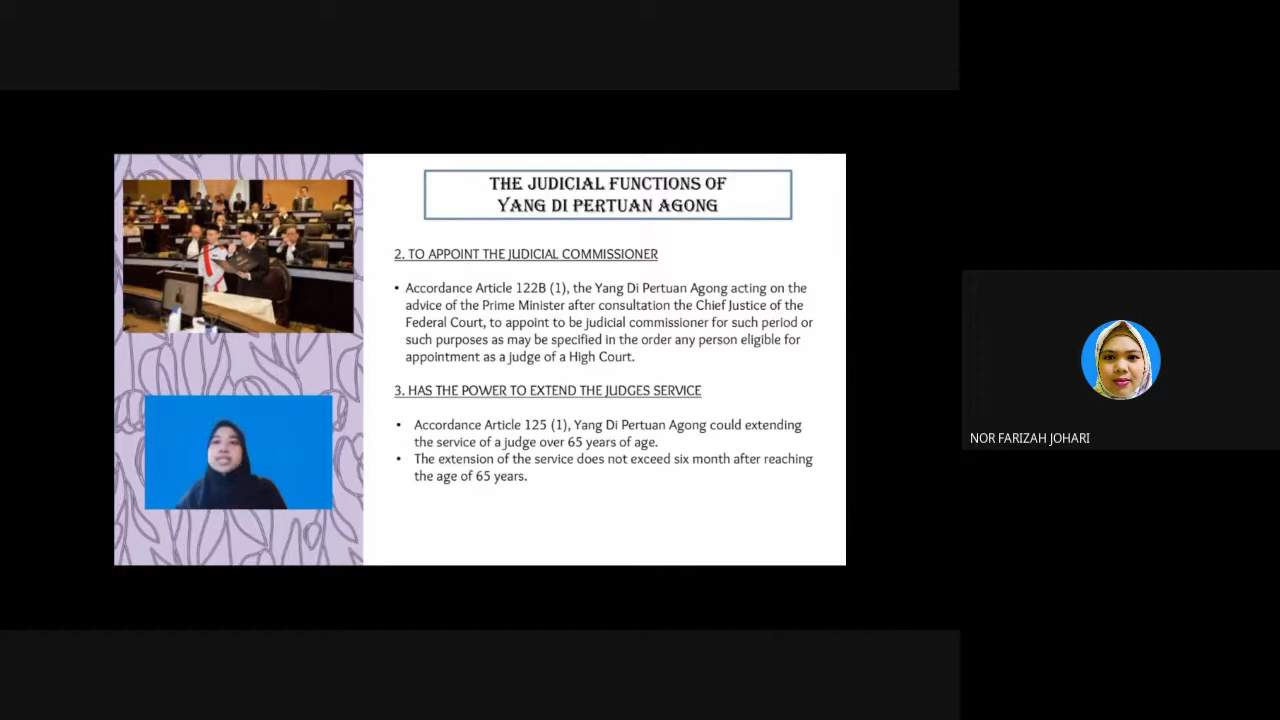 THE JUDICIAL FUNCTIONS OF
YANG DI PERTUAN AGONG
2. TO APPOINT THE JUDICIAL COMMISSIONER
• Accordance Article 122B (1), the Yang Di Pertuan Agong acting on the
advice of the Prime Minister after consultation the Chief Justice of the
Federal Court, to appoint to be judicial commissioner for such period or
such purposes as may be specified in the order any person eligible for
appointment as a judge of a High Court.
3. HAS THE POWER TO EXTEND THE JUDGES SERVICE
• Accordance Article 125 (1), Yang Di Pertuan Agong could extending
the service of a judge over 65 years of age.
• The extension of the service does not exceed six month after reaching
the age of 65 years.
NOR FARIZAH JOHARI